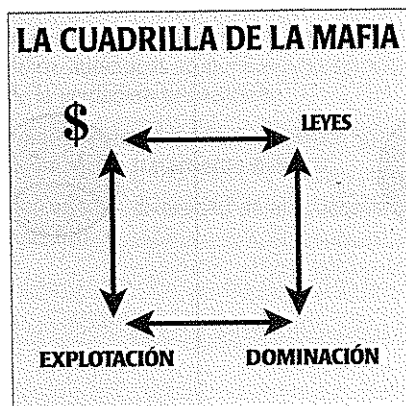 LA CUADRILLA DE LA MAFIA
$ LEYES
EXPLOTACIÓN DOMINACIÓN